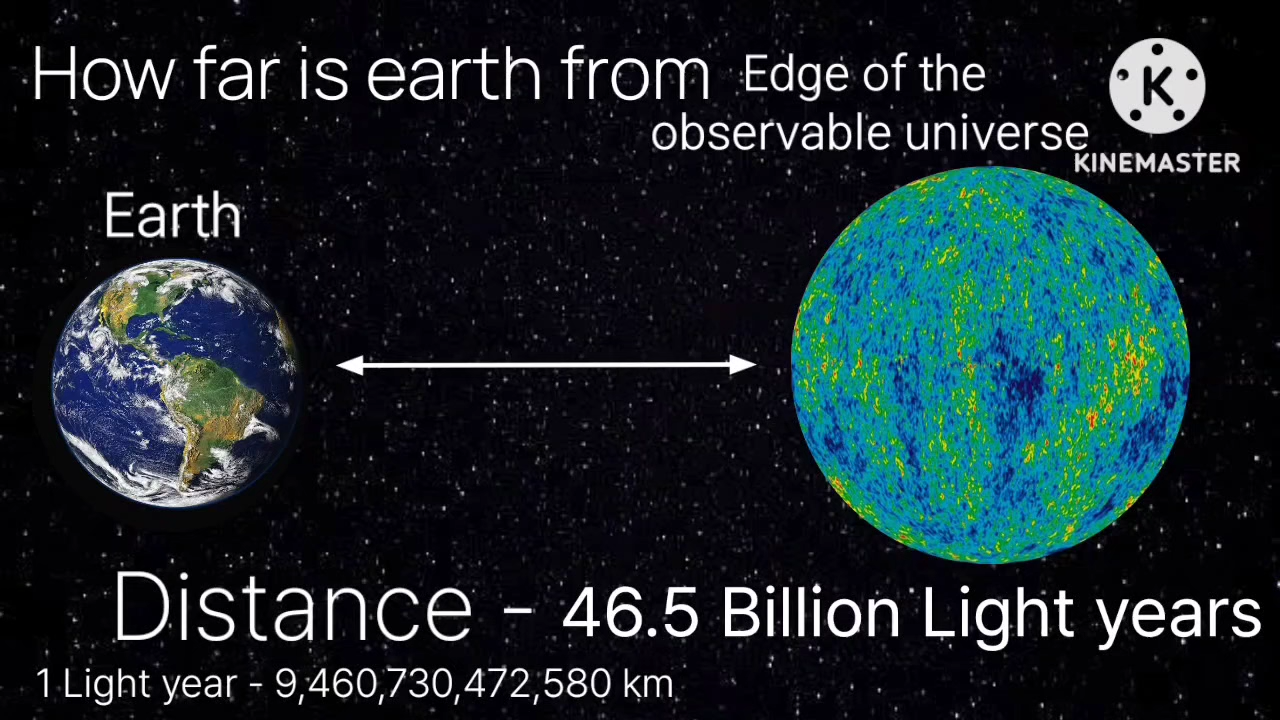 How far is earth from Edge of the
observable universe
K
KINEMASTER
Earth
Distance - 46.5 Billion Light years
1 Light year - 9,460,730,472,580 km